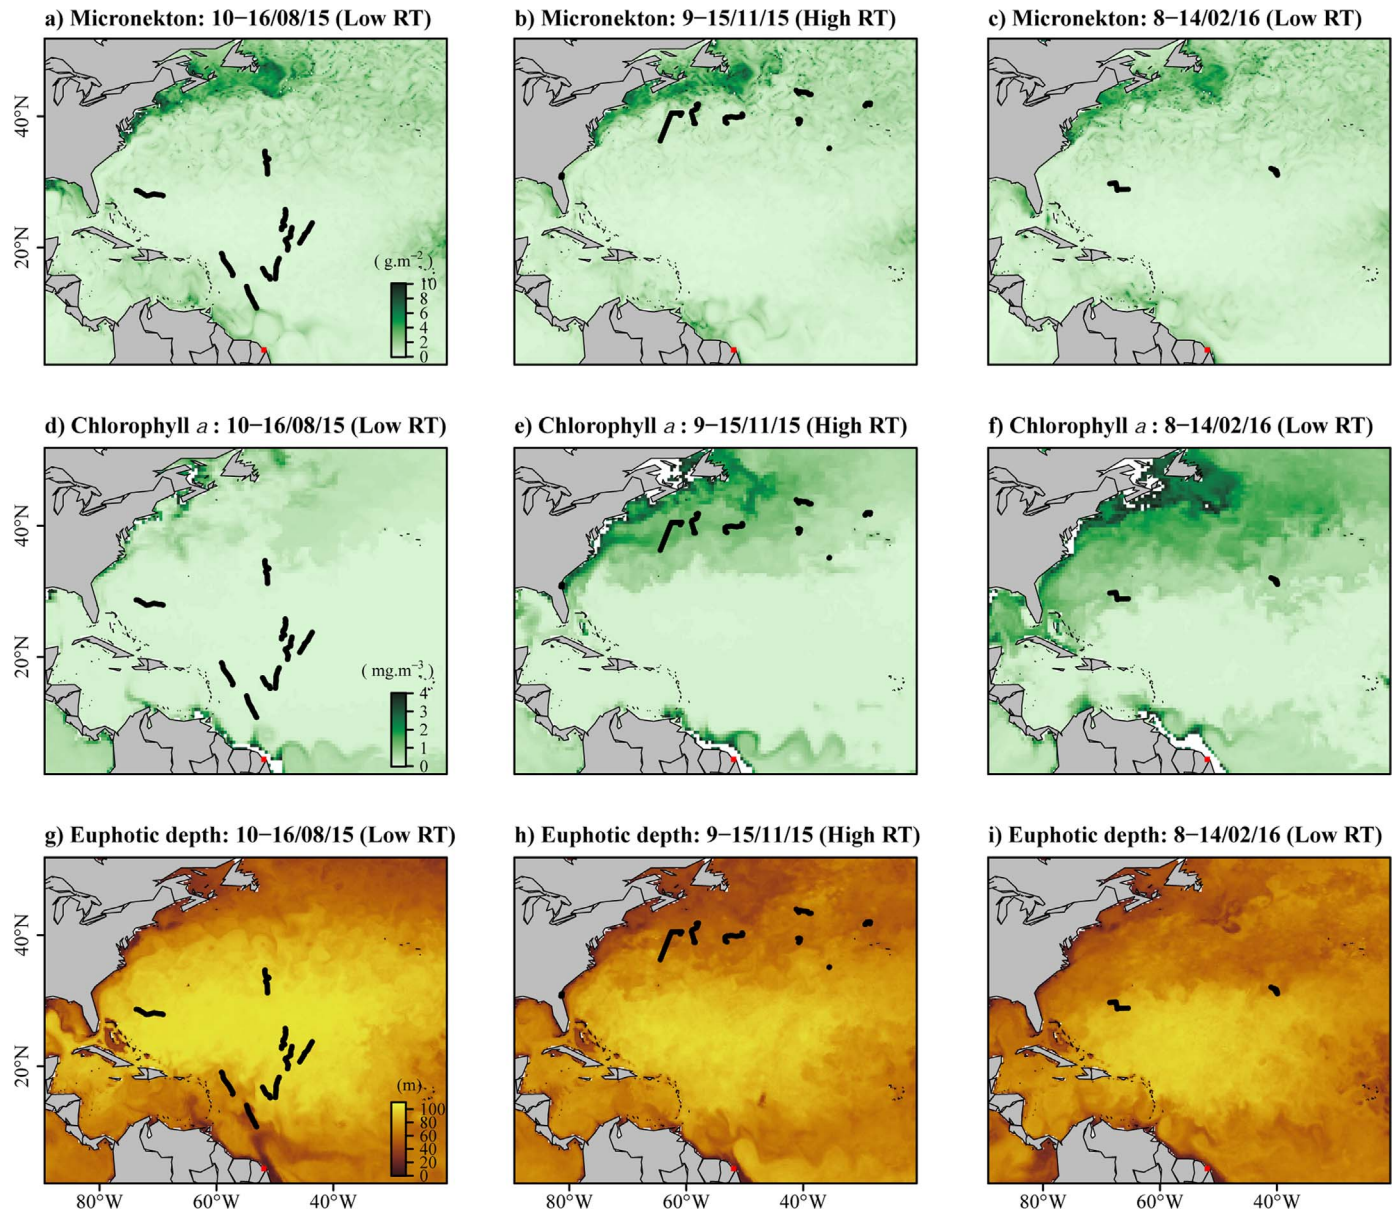 a) Micronekton: 10−16/08/15 (Low RT)
b) Micronekton: 9−15/11/15 (High RT)
c) Micronekton: 8−14/02/16 (Low RT)
40°N
20°N
( g.m⁻² )
10
8
6
4
2
0
d) Chlorophyll a : 10−16/08/15 (Low RT)
e) Chlorophyll a : 9−15/11/15 (High RT)
f) Chlorophyll a : 8−14/02/16 (Low RT)
40°N
20°N
( mg.m⁻³ )
4
3
2
1
0
g) Euphotic depth: 10−16/08/15 (Low RT)
h) Euphotic depth: 9−15/11/15 (High RT)
i) Euphotic depth: 8−14/02/16 (Low RT)
40°N
20°N
(m)
100
80
60
40
20
0
80°W 60°W 40°W
80°W 60°W 40°W
80°W 60°W 40°W